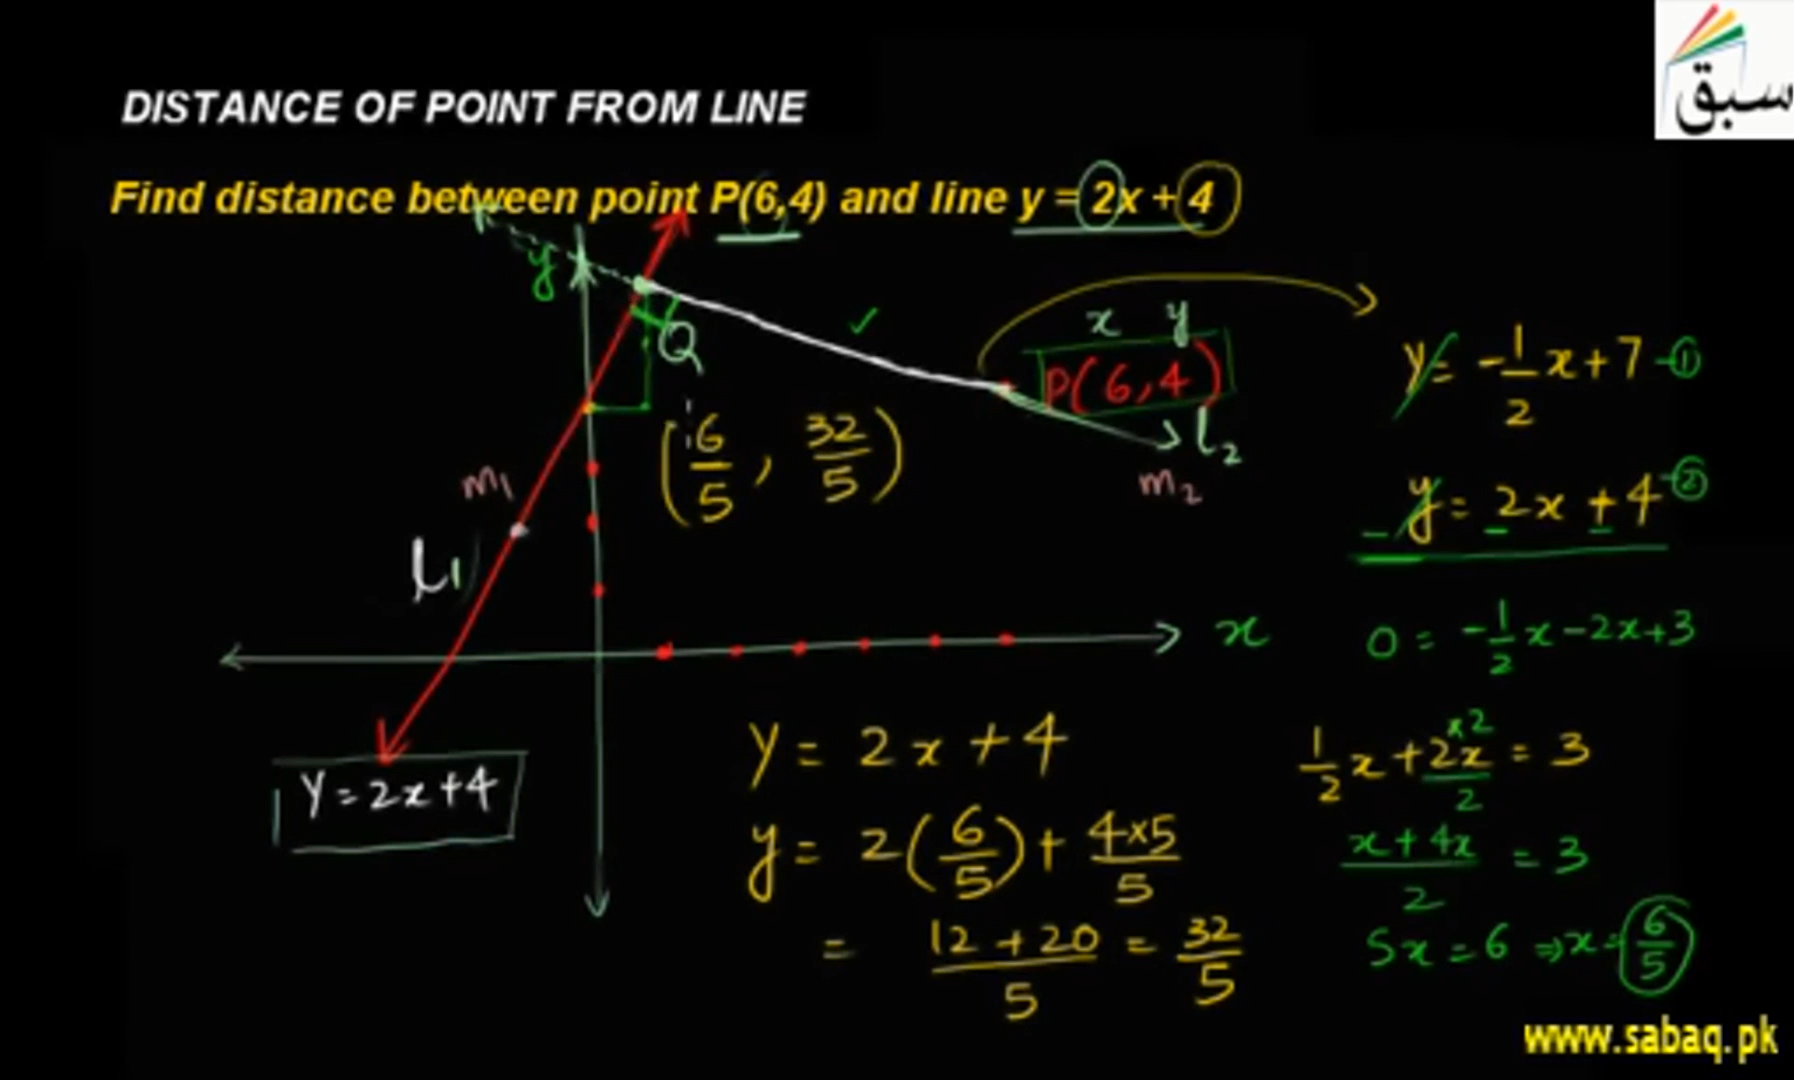 سبق
DISTANCE OF POINT FROM LINE
Find distance between point P(6,4) and line y = 2x + 4
y
x y
P(6,4)
Q
(6/5, 32/5)
l₂
m₂
m₁
l₁
x
y = 2x+4
y = 2x+4
y = 2(6/5) + 4×5/5
= 12+20/5 = 32/5
y = -1/2 x+7 -①
y = 2x +4 -②
- - -
0 = -1/2 x-2x+3
1/2 x + 2x×2/2 = 3
x+4x/2 = 3
5x = 6 ⇒ x = 6/5
www.sabaq.pk